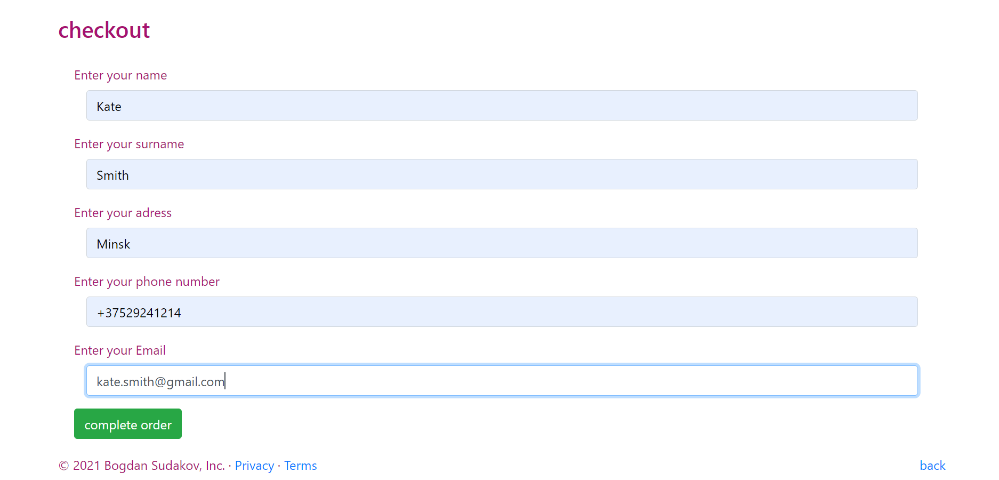 checkout
Enter your name
Kate
Enter your surname
Smith
Enter your adress
Minsk
Enter your phone number
+37529241214
Enter your Email
kate.smith@gmail.com
complete order
© 2021 Bogdan Sudakov, Inc. · Privacy · Terms back